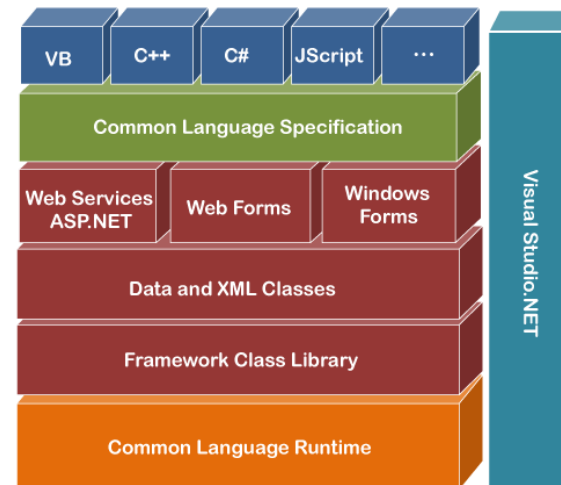 VB
C++
C#
JScript
...
Common Language Specification
Web Services
ASP.NET
Web Forms
Windows
Forms
Data and XML Classes
Framework Class Library
Common Language Runtime
Visual Studio.NET